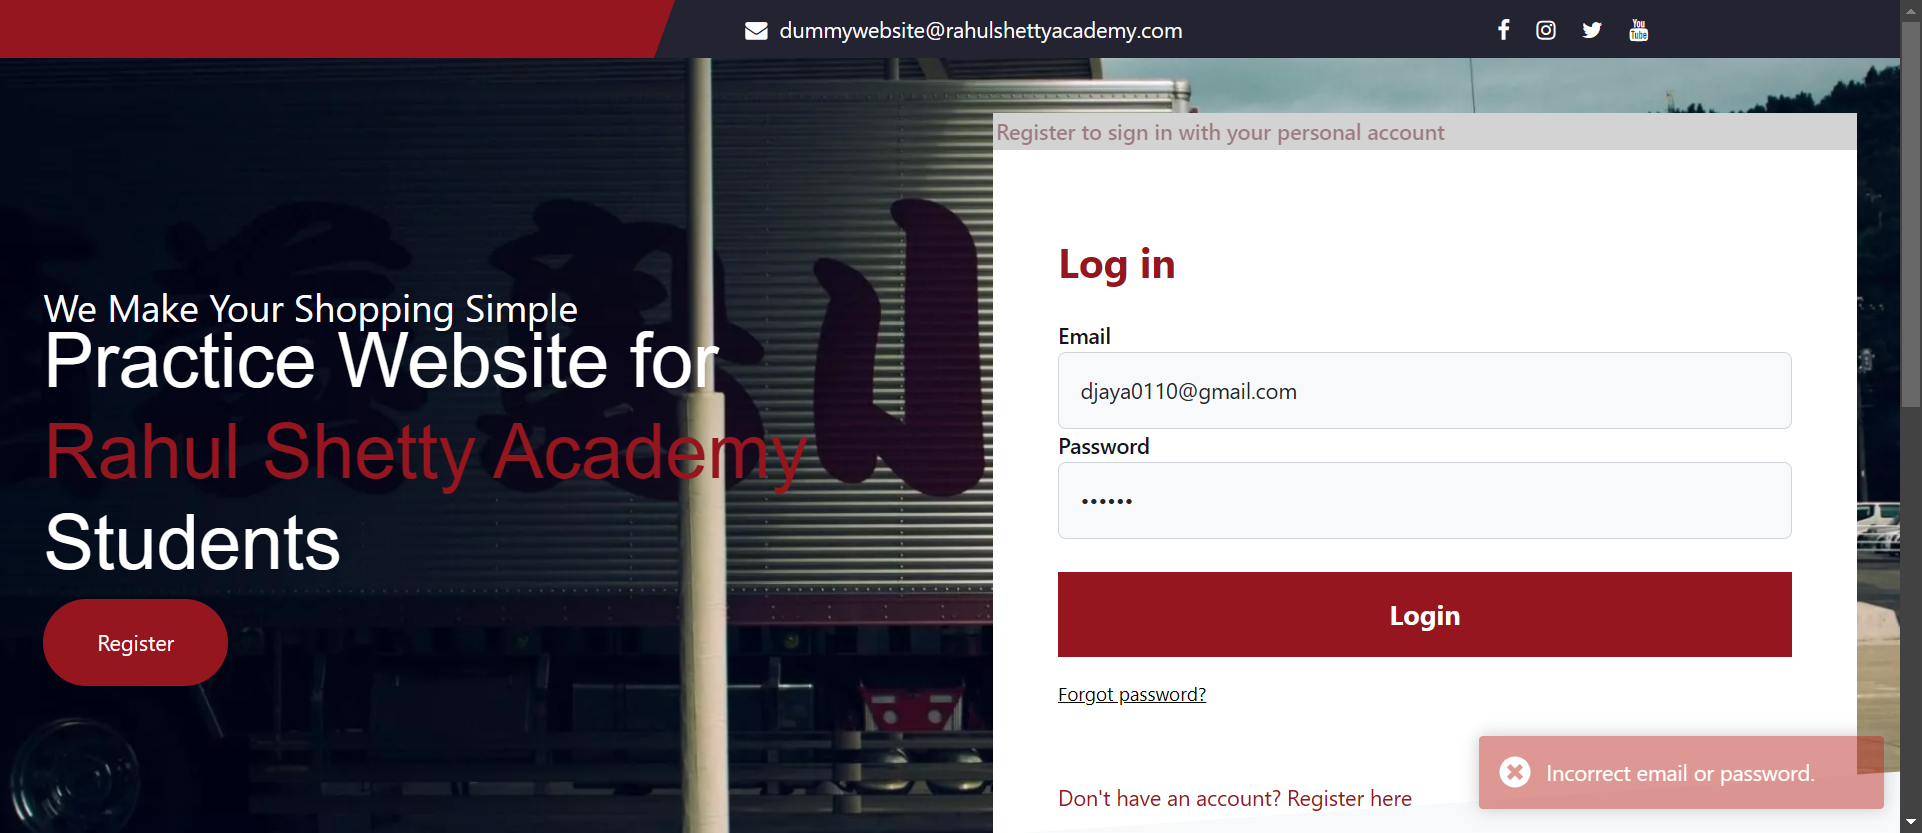 dummywebsite@rahulshettyacademy.com
You
Tube
We Make Your Shopping Simple
Practice Website for
Rahul Shetty Academy
Students
Register
Register to sign in with your personal account
Log in
Email
djaya0110@gmail.com
Password
••••••
Login
Forgot password?
Don't have an account? Register here
Incorrect email or password.